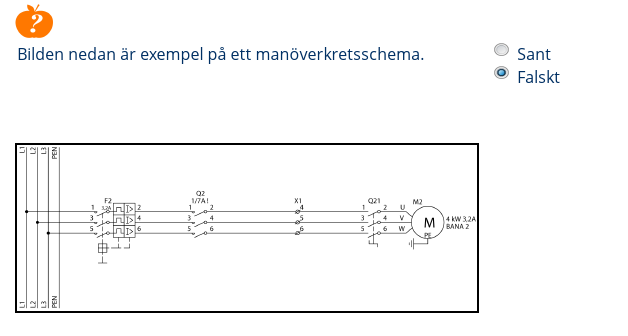 ?
Bilden nedan är exempel på ett manöverkretsschema.
Sant
Falskt
L1 L2 L3 PEN
F2
3,2A
Q2
1/7A1
X1
Q21
M2
1 2 1 2 4 1 2 U
3 4 3 4 5 3 4 V
5 6 5 6 6 5 6 W
M
PE
4 kW 3,2A
BANA 2
L1 L2 L3 PEN